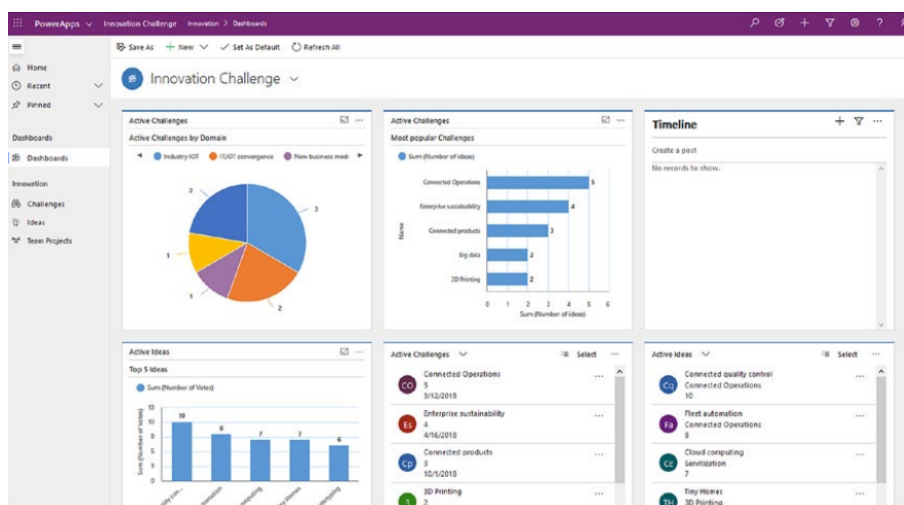 PowerApps Innovation Challenge Innovation > Dashboards
Save As New Set As Default Refresh All
Home
Recent
Pinned
Dashboards
Dashboards
Innovation
Challenges
Ideas
Team Projects
Innovation Challenge
Active Challenges
Active Challenges by Domain
Industry IOT IT/OT convergence New business mod
2
3
1
1
2
Active Challenges
Most popular Challenges
Sum (Number of ideas)
Connected Operations 5
Enterprise sustainability 4
Connected products 3
Big data 2
3D Printing 2
Name
0 1 2 3 4 5 6
Sum (Number of ideas)
Timeline
Create a post
No records to show.
Active Ideas
Top 5 Ideas
Sum (Number of Votes)
Sum (Number of Votes)
13
10
8
5
3
0
10 8 7 7 6
Active Challenges Select
CO Connected Operations
5
3/12/2018
Es Enterprise sustainability
4
4/16/2018
Cp Connected products
3
10/1/2018
3 3D Printing
2
Active Ideas Select
Cq Connected quality control
Connected Operations
10
Fa Fleet automation
Connected Operations
8
Cc Cloud computing
Servitization
7
TH Tiny Homes
3D Printing